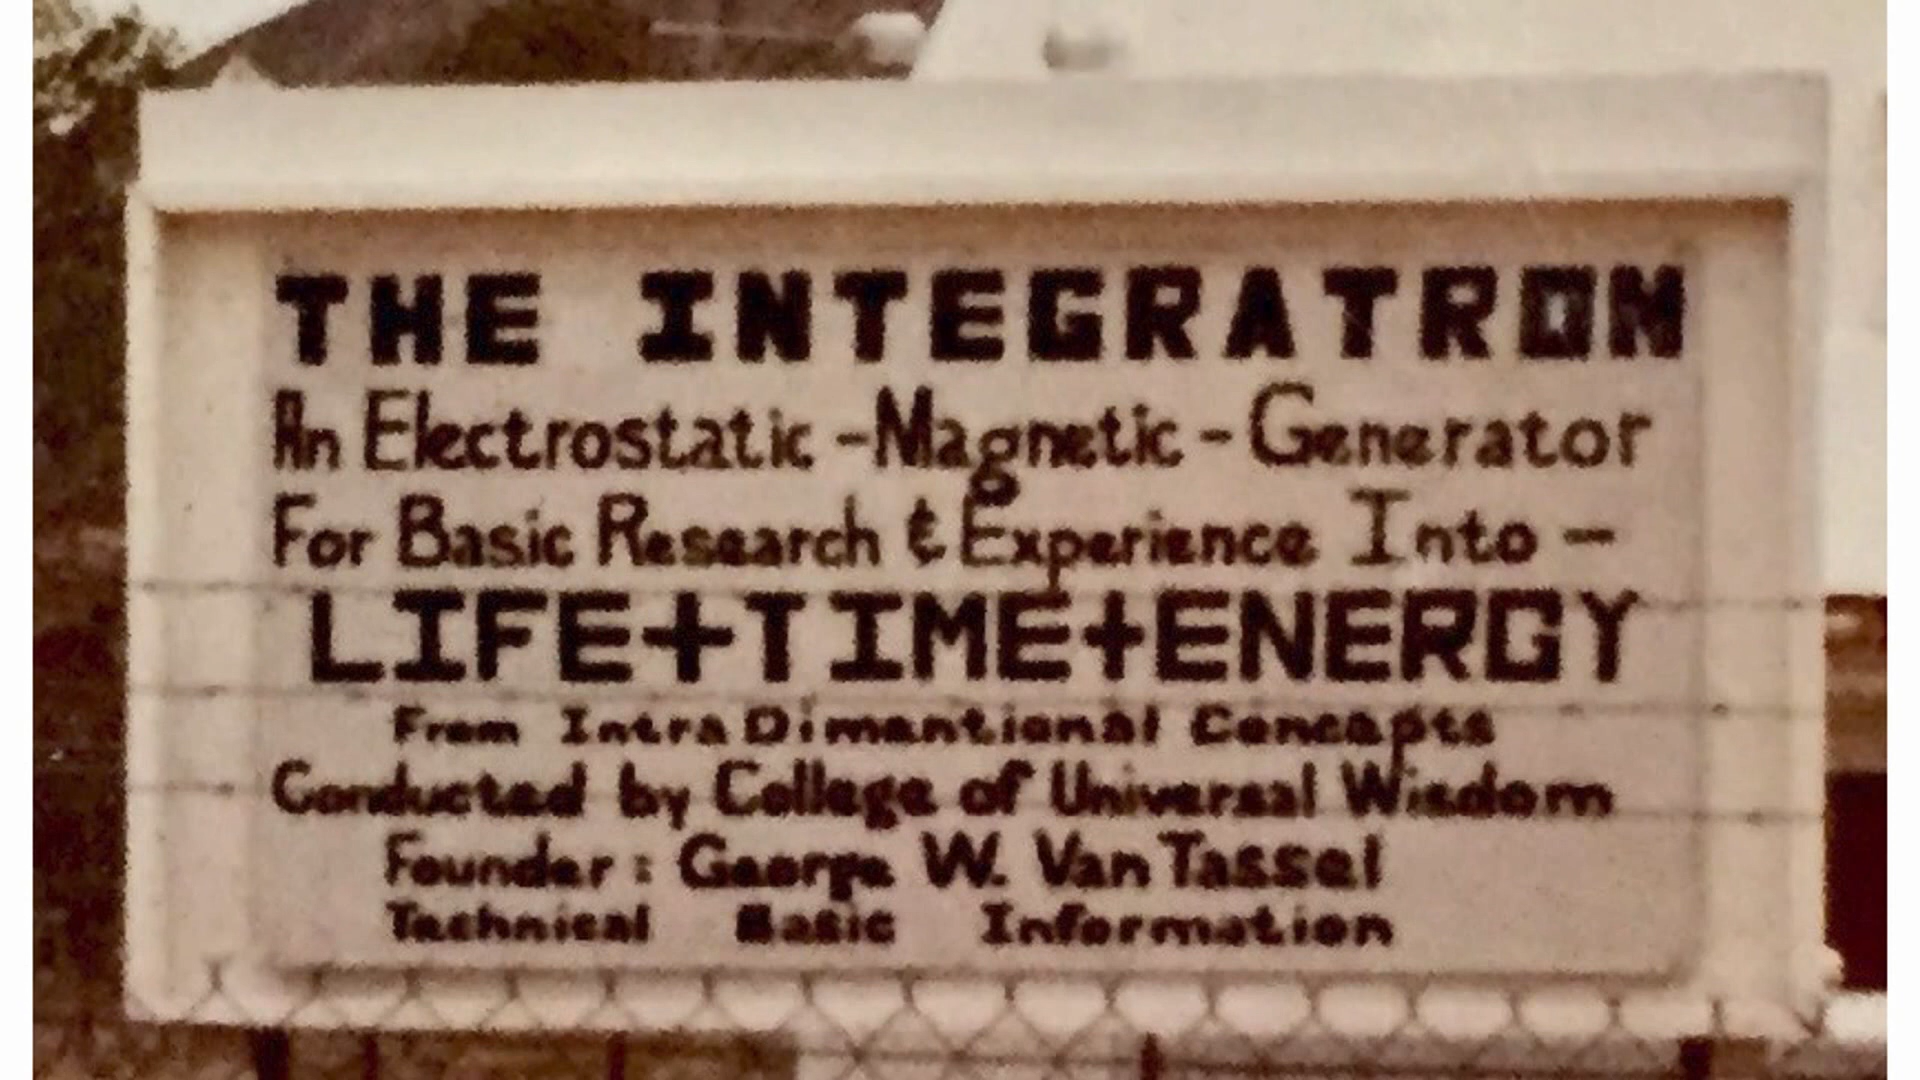 THE INTEGRATRON
An Electrostatic-Magnetic-Generator
For Basic Research & Experience Into—
LIFE+TIME+ENERGY
From Intra Dimentional Concepts
Conducted by College of Universal Wisdom
Founder: George W. Van Tassel
Technical Basic Information